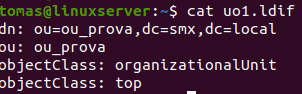 tomas@linuxserver:~$ cat uo1.ldif
dn: ou=ou_prova,dc=smx,dc=local
ou: ou_prova
objectClass: organizationalUnit
objectClass: top